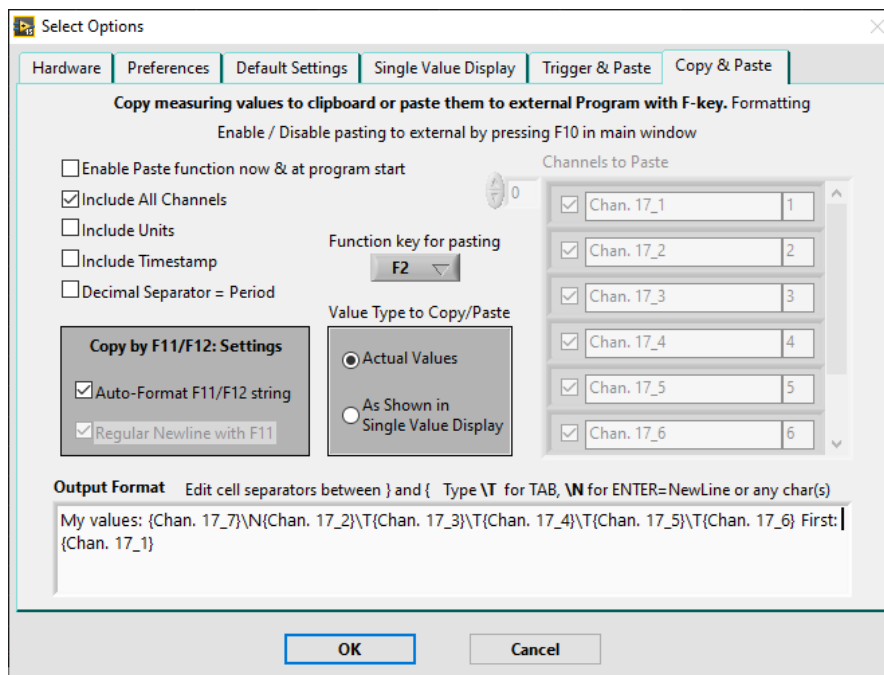 Select Options
Hardware
Preferences
Default Settings
Single Value Display
Trigger & Paste
Copy & Paste
Copy measuring values to clipboard or paste them to external Program with F-key. Formatting
Enable / Disable pasting to external by pressing F10 in main window
Enable Paste function now & at program start
Include All Channels
Include Units
Include Timestamp
Decimal Separator = Period
Function key for pasting
F2
Channels to Paste
0
Chan. 17_1 1
Chan. 17_2 2
Chan. 17_3 3
Chan. 17_4 4
Chan. 17_5 5
Chan. 17_6 6
Copy by F11/F12: Settings
Auto-Format F11/F12 string
Regular Newline with F11
Value Type to Copy/Paste
Actual Values
As Shown in
Single Value Display
Output Format Edit cell separators between } and { Type \T for TAB, \N for ENTER=NewLine or any char(s)
My values: {Chan. 17_7}\N{Chan. 17_2}\T{Chan. 17_3}\T{Chan. 17_4}\T{Chan. 17_5}\T{Chan. 17_6} First:
{Chan. 17_1}
OK
Cancel